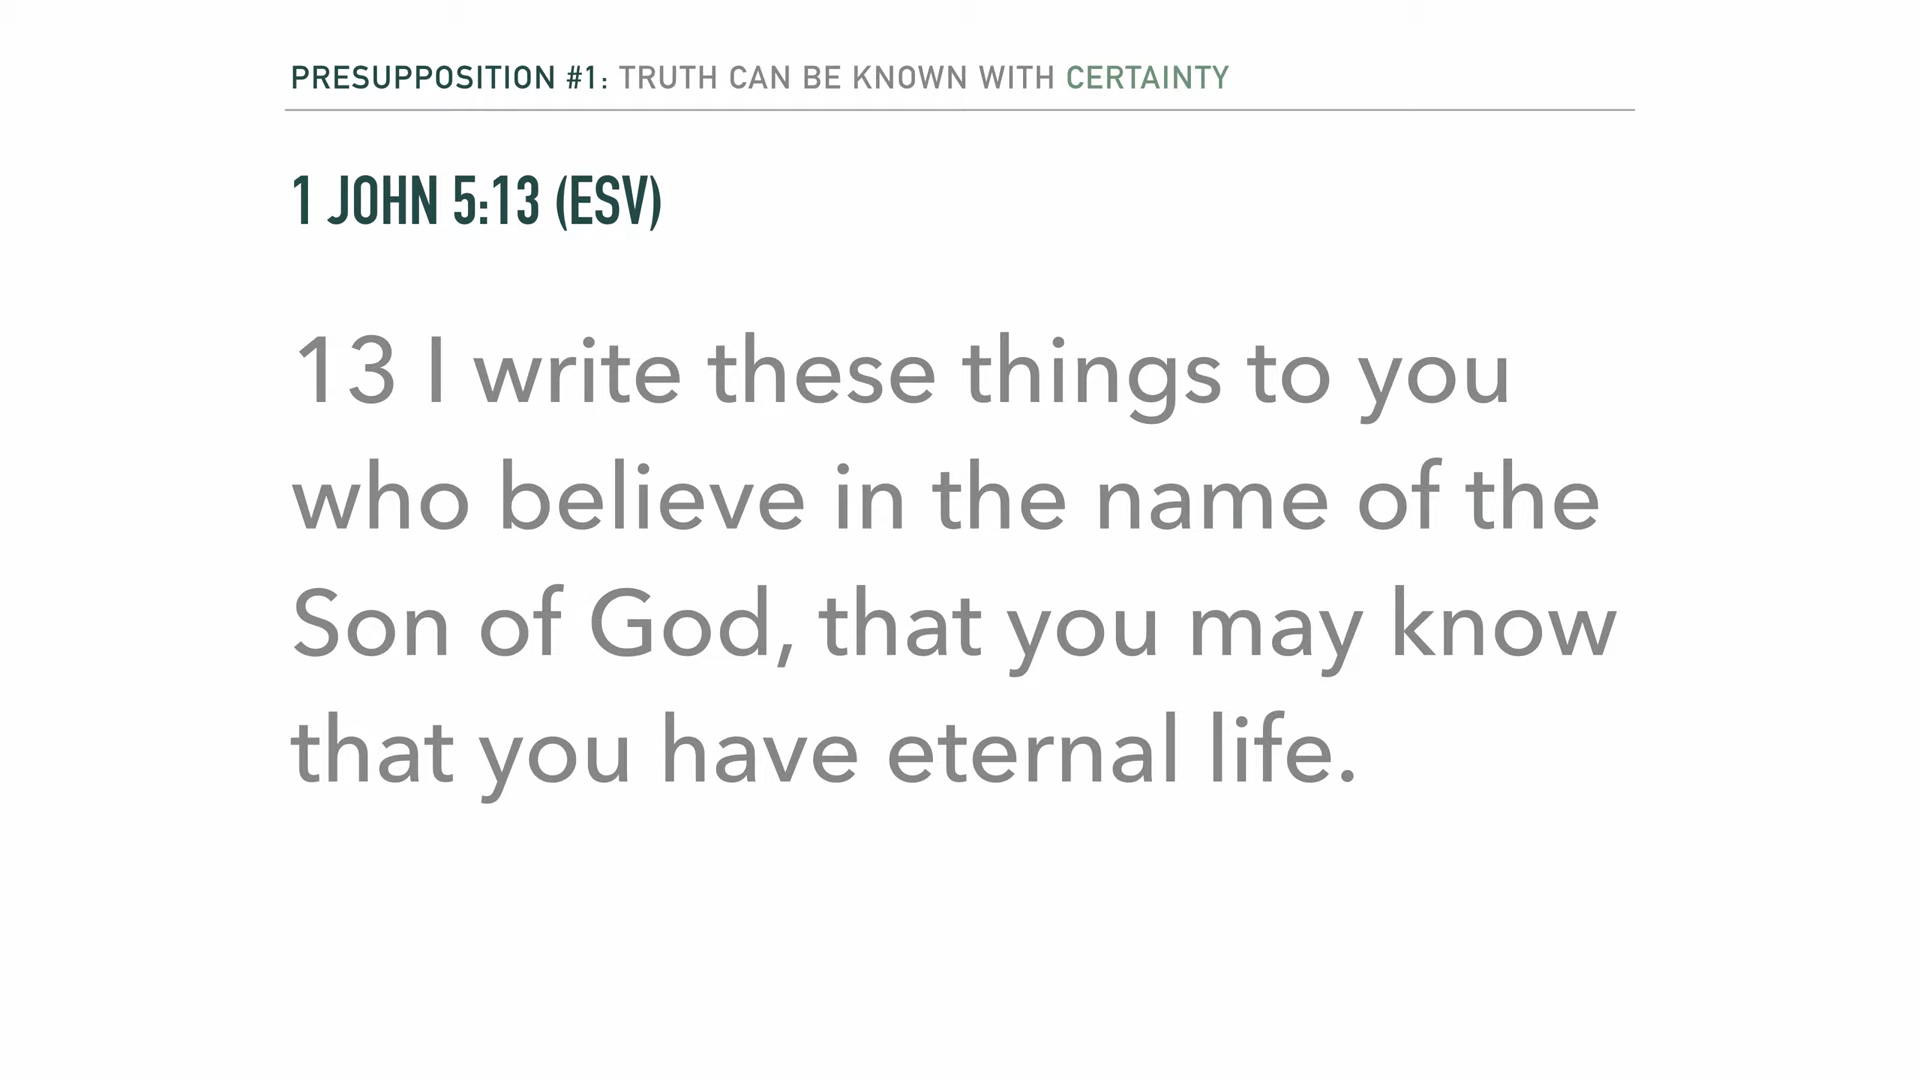 PRESUPPOSITION #1: TRUTH CAN BE KNOWN WITH CERTAINTY
1 JOHN 5:13 (ESV)
13 I write these things to you
who believe in the name of the
Son of God, that you may know
that you have eternal life.